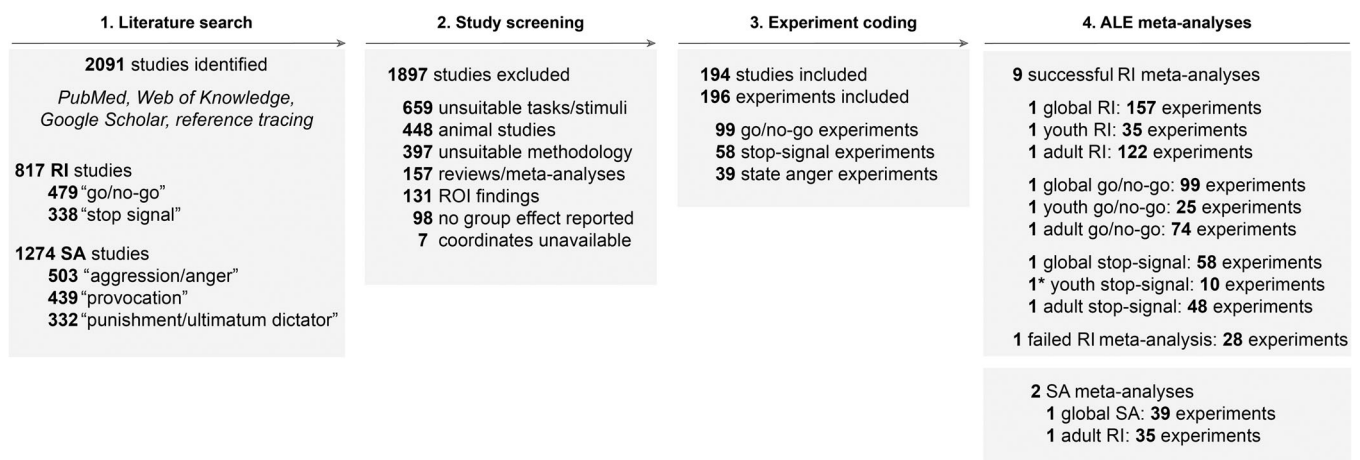 1. Literature search
2091 studies identified
PubMed, Web of Knowledge,
Google Scholar, reference tracing
817 RI studies
479 “go/no-go”
338 “stop signal”
1274 SA studies
503 “aggression/anger”
439 “provocation”
332 “punishment/ultimatum dictator”
2. Study screening
1897 studies excluded
659 unsuitable tasks/stimuli
448 animal studies
397 unsuitable methodology
157 reviews/meta-analyses
131 ROI findings
98 no group effect reported
7 coordinates unavailable
3. Experiment coding
194 studies included
196 experiments included
99 go/no-go experiments
58 stop-signal experiments
39 state anger experiments
4. ALE meta-analyses
9 successful RI meta-analyses
1 global RI: 157 experiments
1 youth RI: 35 experiments
1 adult RI: 122 experiments
1 global go/no-go: 99 experiments
1 youth go/no-go: 25 experiments
1 adult go/no-go: 74 experiments
1 global stop-signal: 58 experiments
1* youth stop-signal: 10 experiments
1 adult stop-signal: 48 experiments
1 failed RI meta-analysis: 28 experiments
2 SA meta-analyses
1 global SA: 39 experiments
1 adult RI: 35 experiments